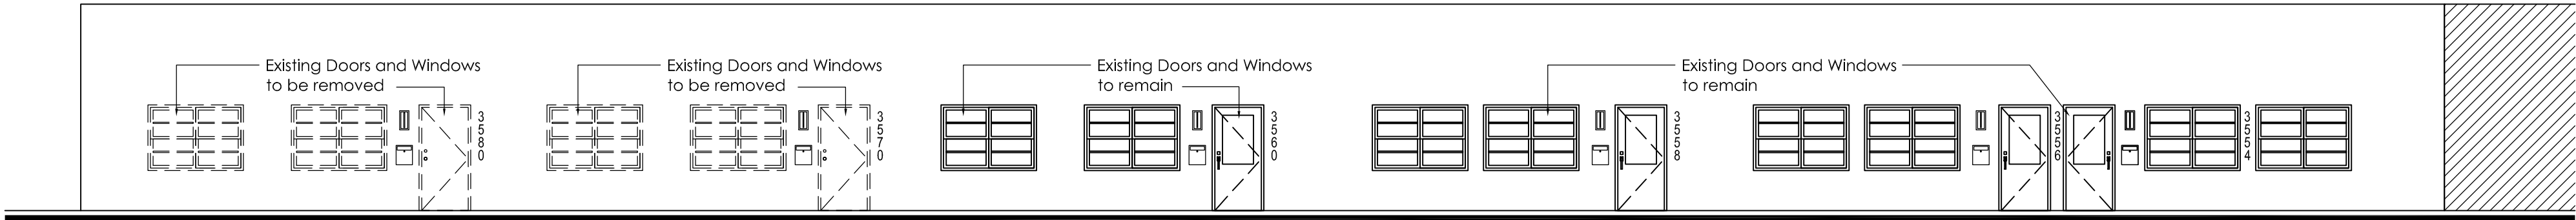 Existing Doors and Windows
to be removed
Existing Doors and Windows
to be removed
Existing Doors and Windows
to remain
Existing Doors and Windows
to remain
3580
3570
3560
3558
3556
3554